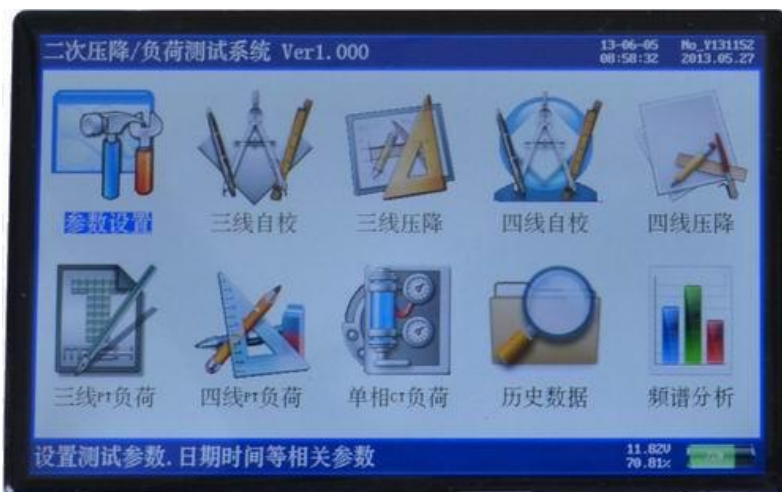 二次压降/负荷测试系统 Ver1.000
13-06-05 No_Y131152
08:58:32 2013.05.27
参数设置 三线自校 三线压降 四线自校 四线压降
三线PT负荷 四线PT负荷 单相CT负荷 历史数据 频谱分析
设置测试参数.日期时间等相关参数
11.82V
70.81%